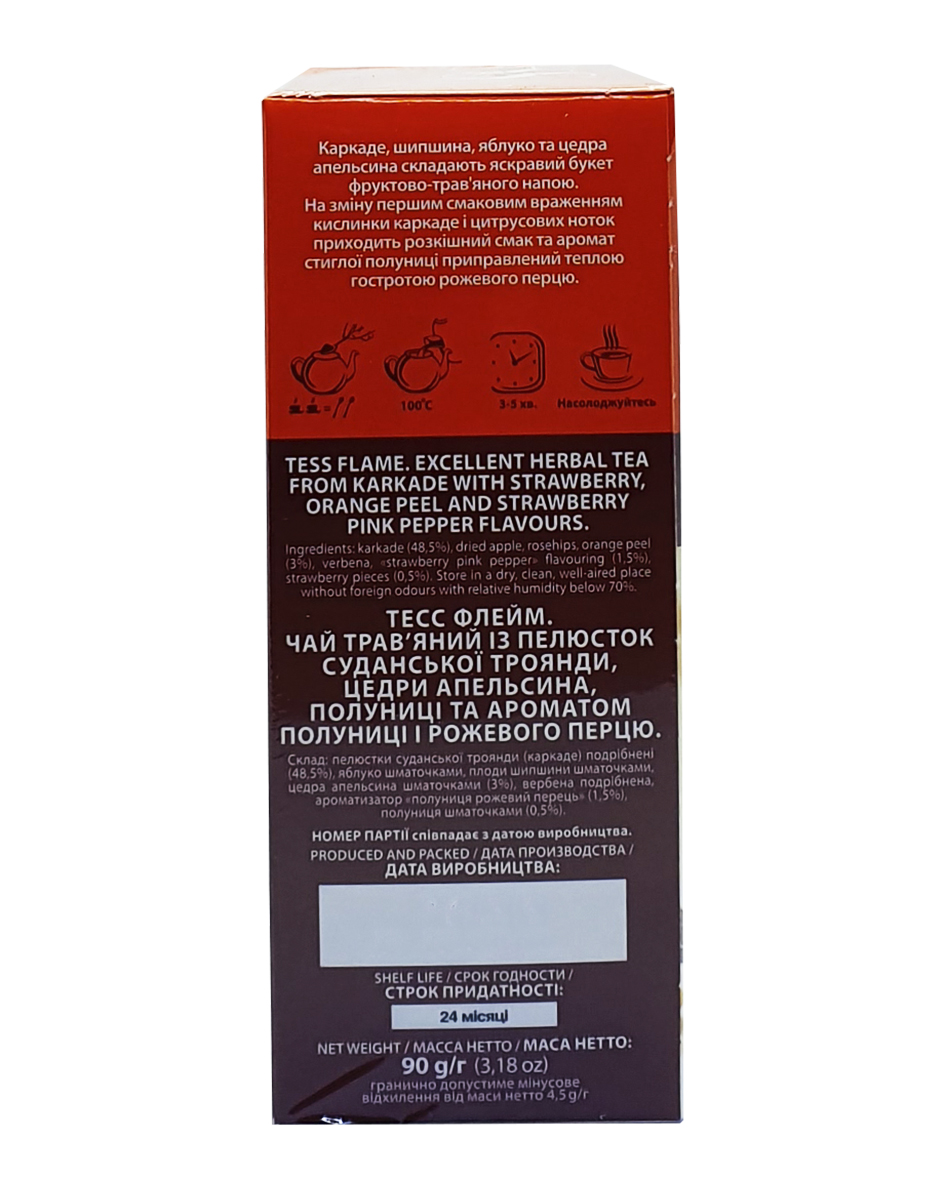 Каркаде, шипшина, яблуко та цедра
апельсина складають яскравий букет
фруктово-трав'яного напою.
На зміну першим смаковим враженням
кислинки каркаде і цитрусових ноток
приходить розкішний смак та аромат
стиглої полуниці приправлений теплою
гостротою рожевого перцю.
100°C
3-5 хв.
Насолоджуйтесь
TESS FLAME. EXCELLENT HERBAL TEA
FROM KARKADE WITH STRAWBERRY,
ORANGE PEEL AND STRAWBERRY
PINK PEPPER FLAVOURS.
Ingredients: karkade (48,5%), dried apple, rosehips, orange peel
(3%), verbena, «strawberry pink pepper» flavouring (1,5%),
strawberry pieces (0,5%). Store in a dry, clean, well-aired place
without foreign odours with relative humidity below 70%.
ТЕСС ФЛЕЙМ.
ЧАЙ ТРАВ’ЯНИЙ ІЗ ПЕЛЮСТОК
СУДАНСЬКОЇ ТРОЯНДИ,
ЦЕДРИ АПЕЛЬСИНА,
ПОЛУНИЦІ ТА АРОМАТОМ
ПОЛУНИЦІ І РОЖЕВОГО ПЕРЦЮ.
Склад: пелюстки суданської троянди (каркаде) подрібнені
(48,5%), яблуко шматочками, плоди шипшини шматочками,
цедра апельсина шматочками (3%), вербена подрібнена,
ароматизатор «полуниця рожевий перець» (1,5%),
полуниця шматочками (0,5%).
НОМЕР ПАРТІЇ співпадає з датою виробництва.
PRODUCED AND PACKED / ДАТА ПРОИЗВОДСТВА /
ДАТА ВИРОБНИЦТВА:
SHELF LIFE / СРОК ГОДНОСТИ /
СТРОК ПРИДАТНОСТІ:
24 місяці
NET WEIGHT / МАССА НЕТТО / МАСА НЕТТО:
90 g/г (3,18 oz)
гранично допустиме мінусове
відхилення від маси нетто 4,5 g/г